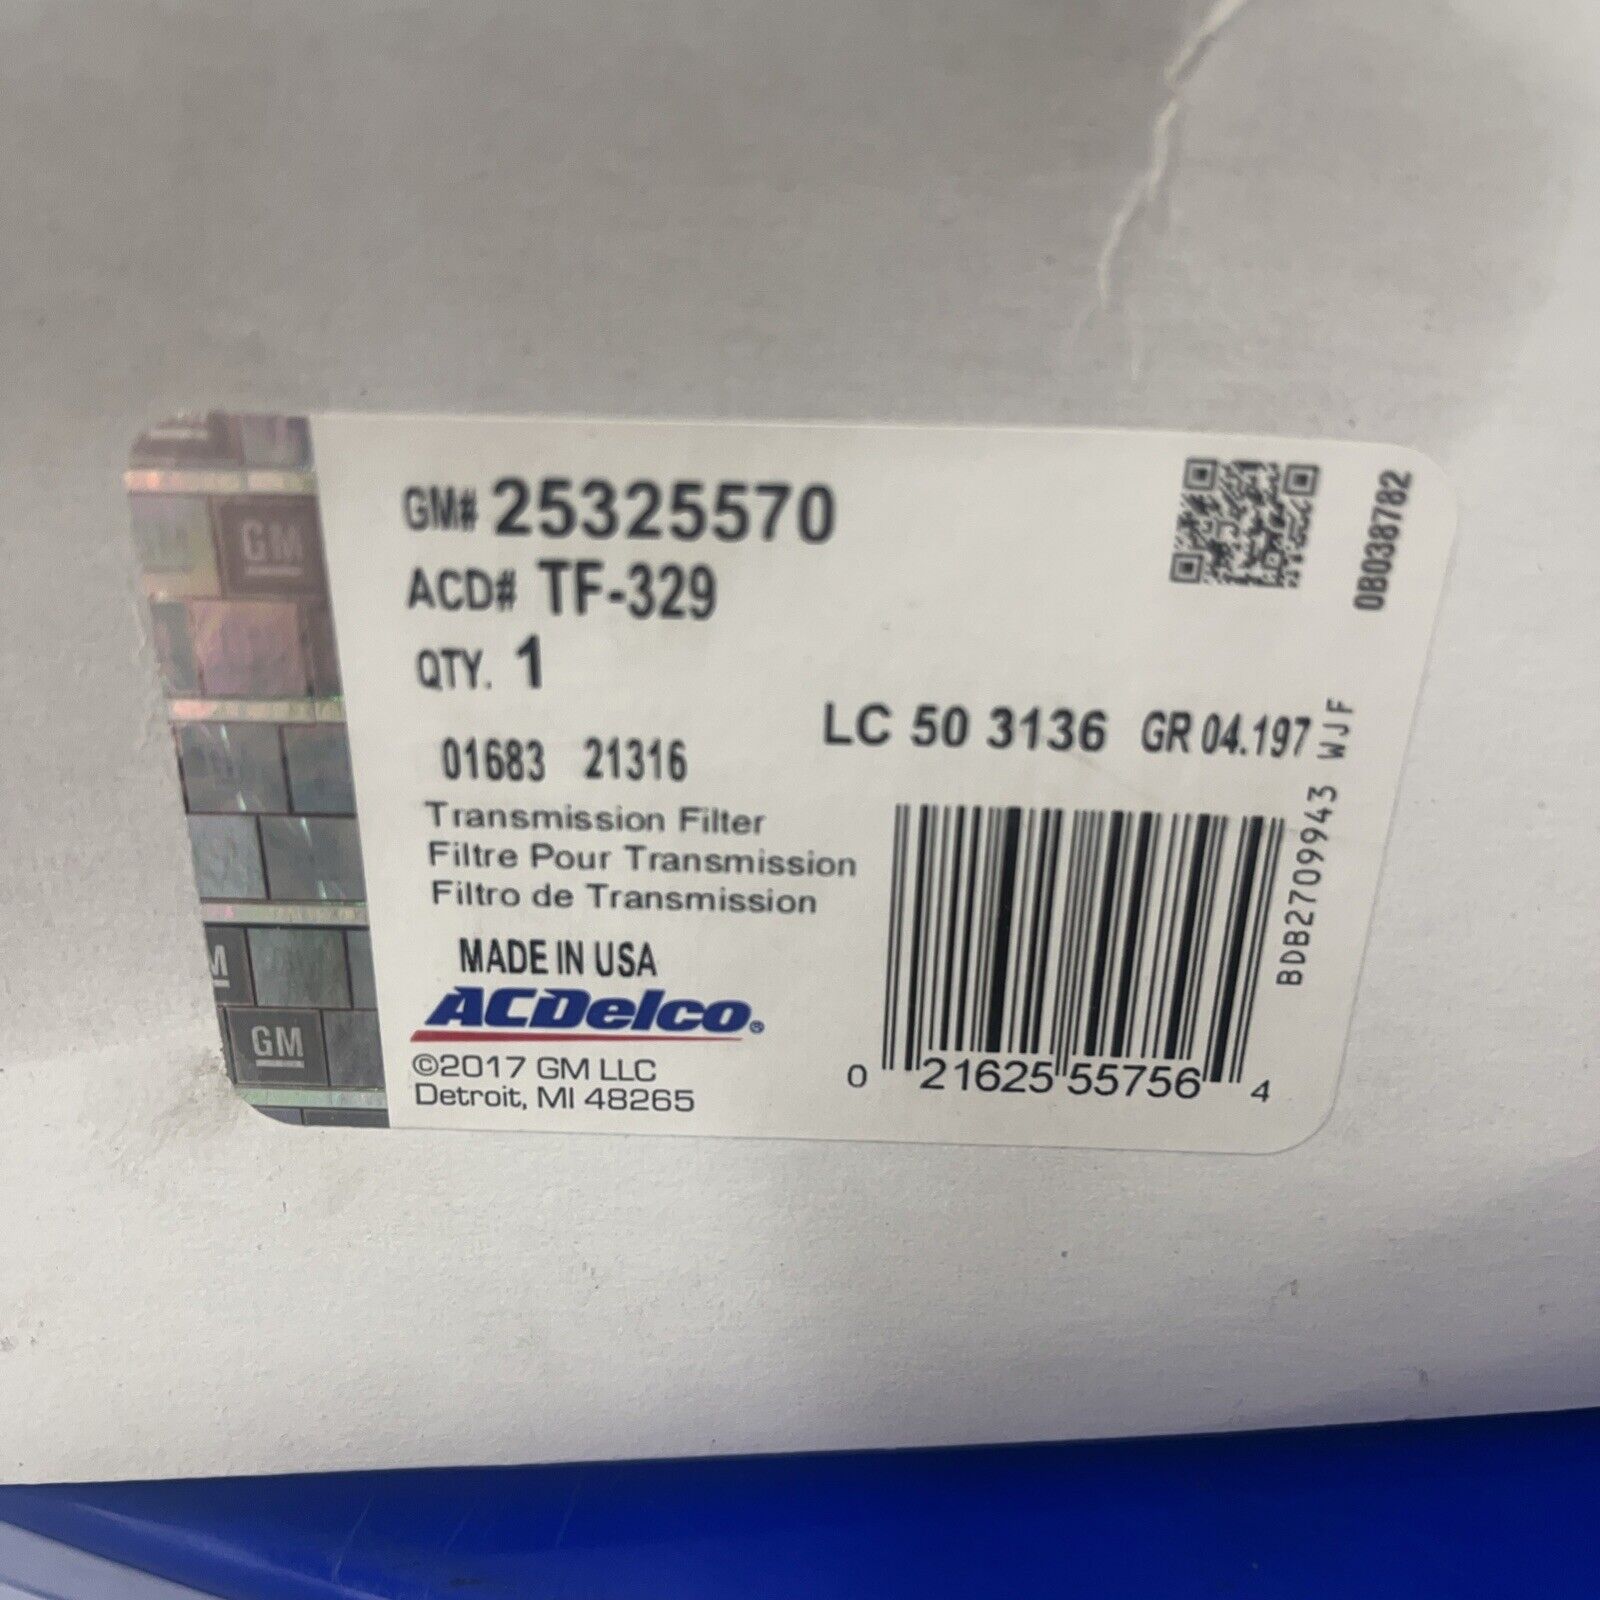 GM
GM# 25325570
ACD# TF-329
QTY. 1
0B038782
LC 50 3136 GR 04.197
01683 21316
Transmission Filter
Filtre Pour Transmission
Filtro de Transmission
MADE IN USA
ACDelco®
©2017 GM LLC
Detroit, MI 48265
0 21625 55756 4
BDB2709943 WJF
M
GM